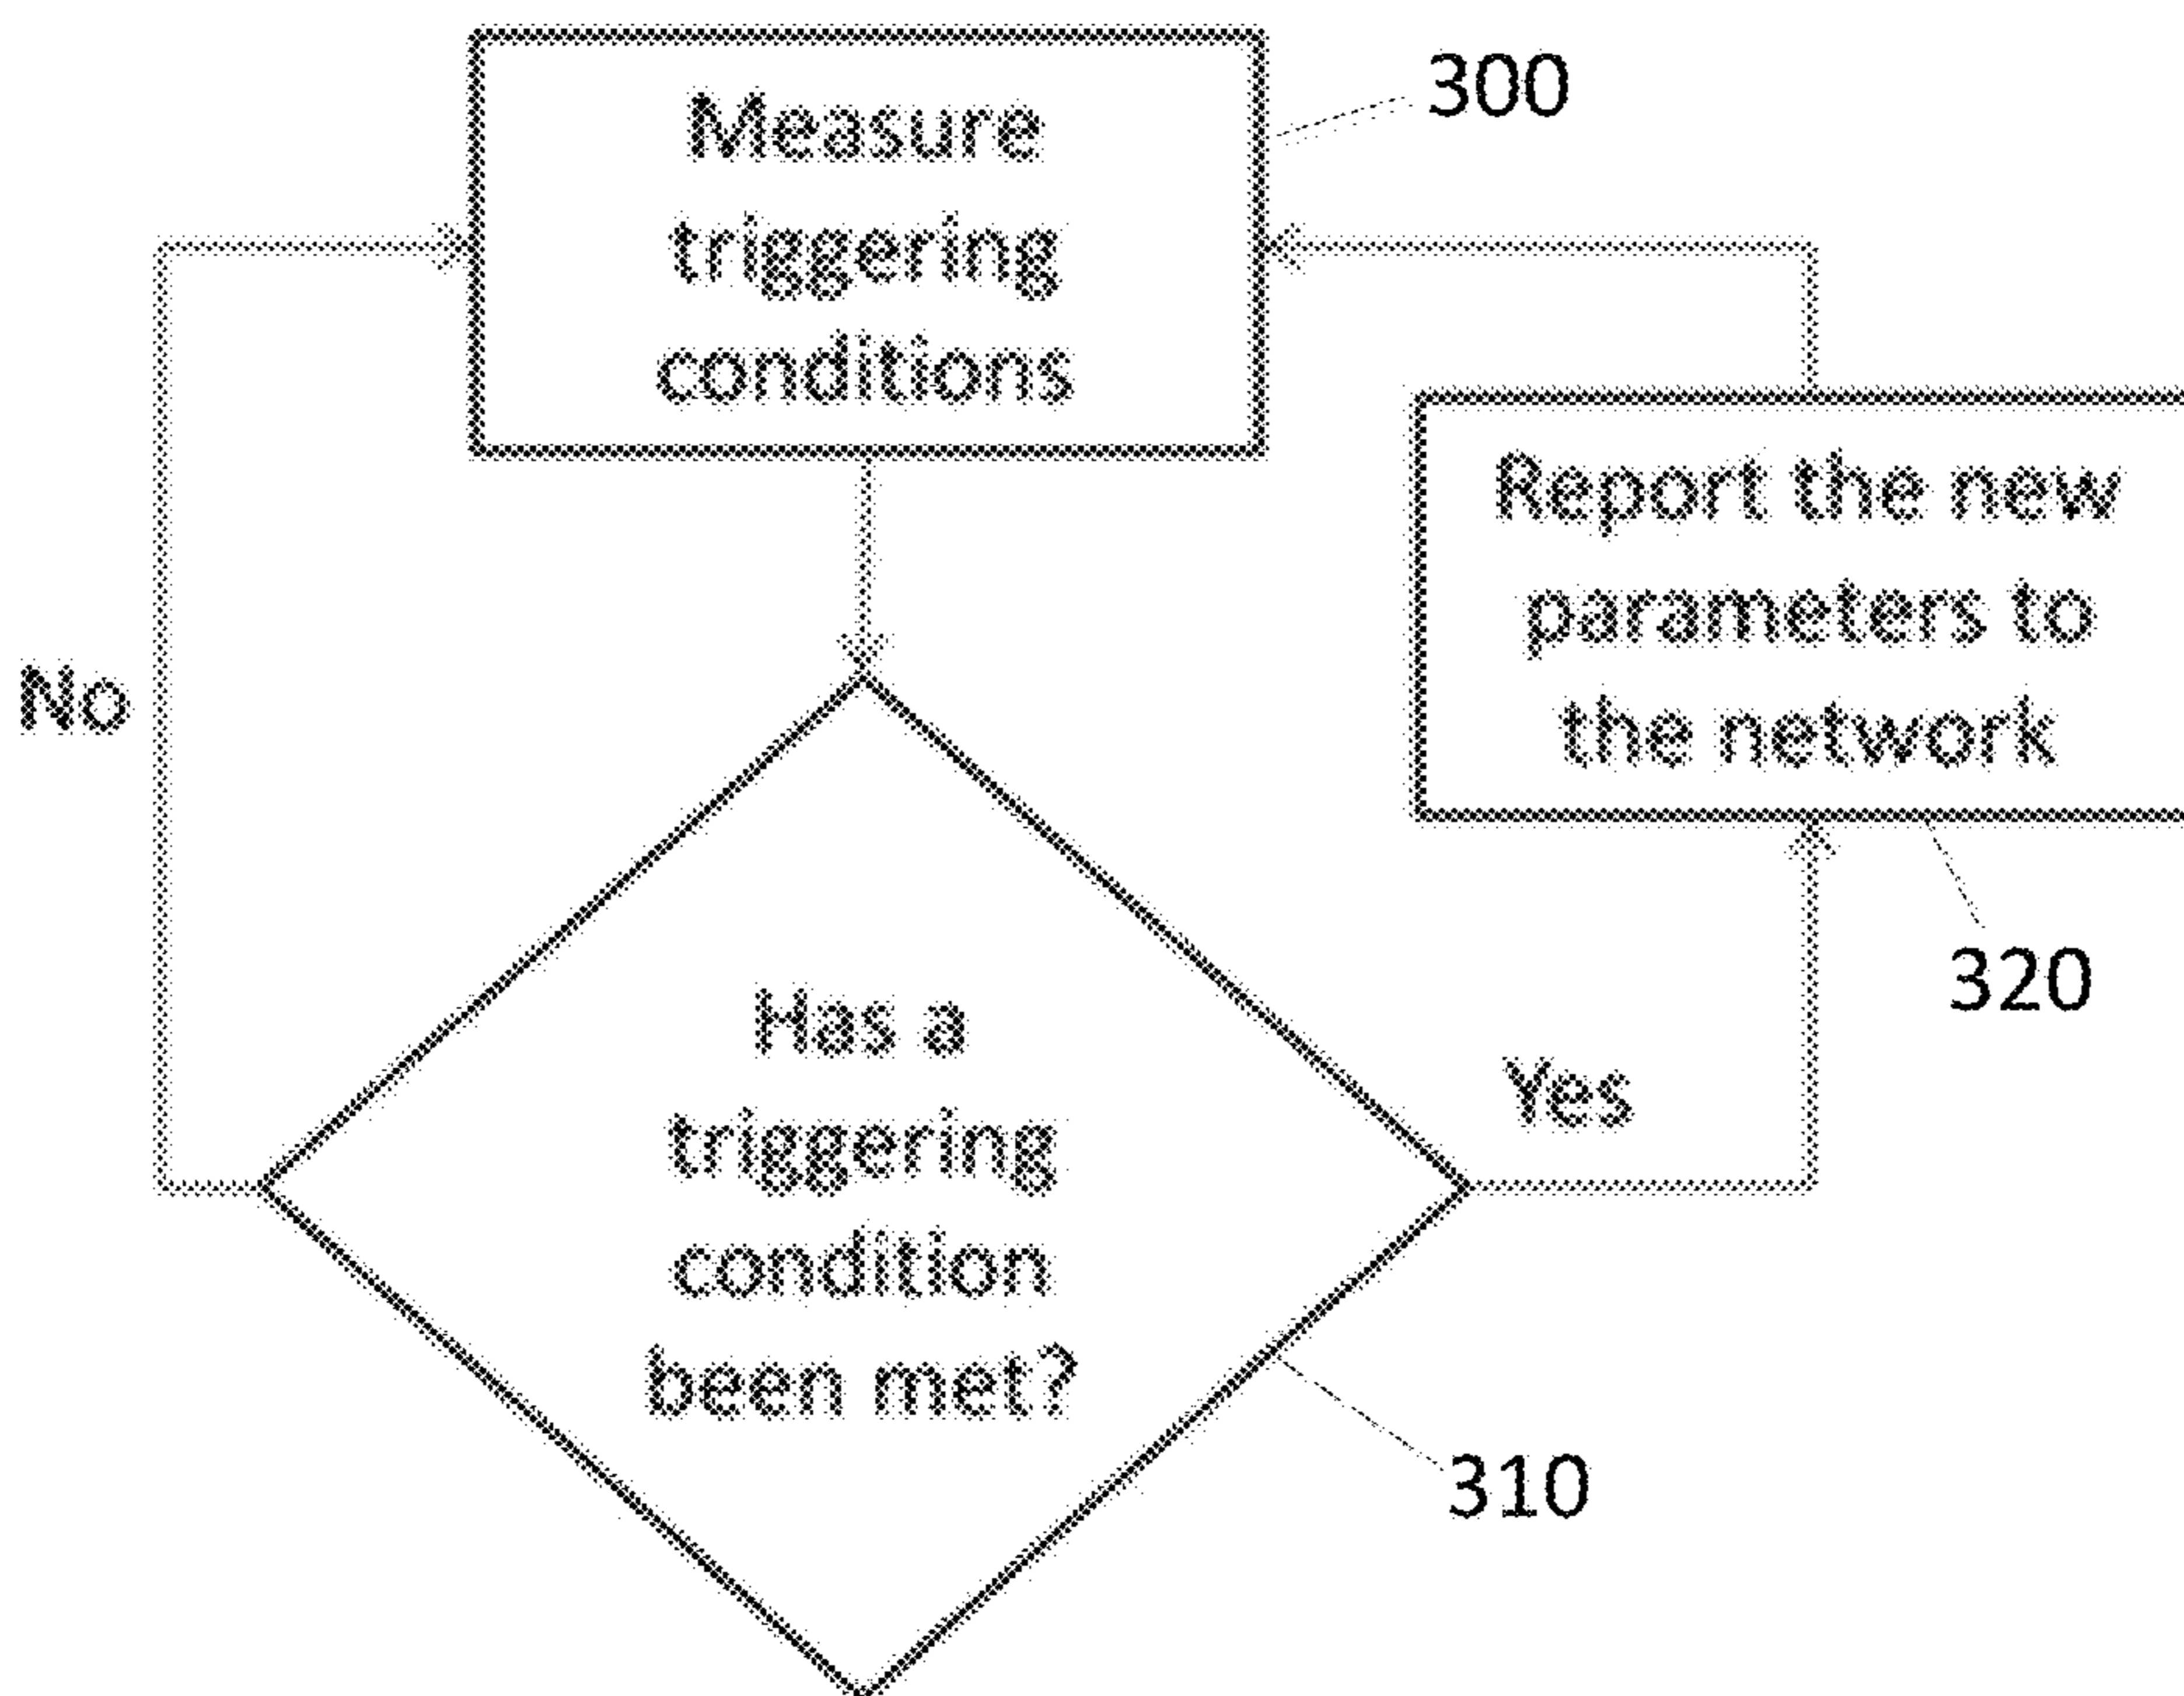 Measure
triggering
conditions
300
Report the new
parameters to
the network
320
No
Has a
triggering
condition
been met?
Yes
310